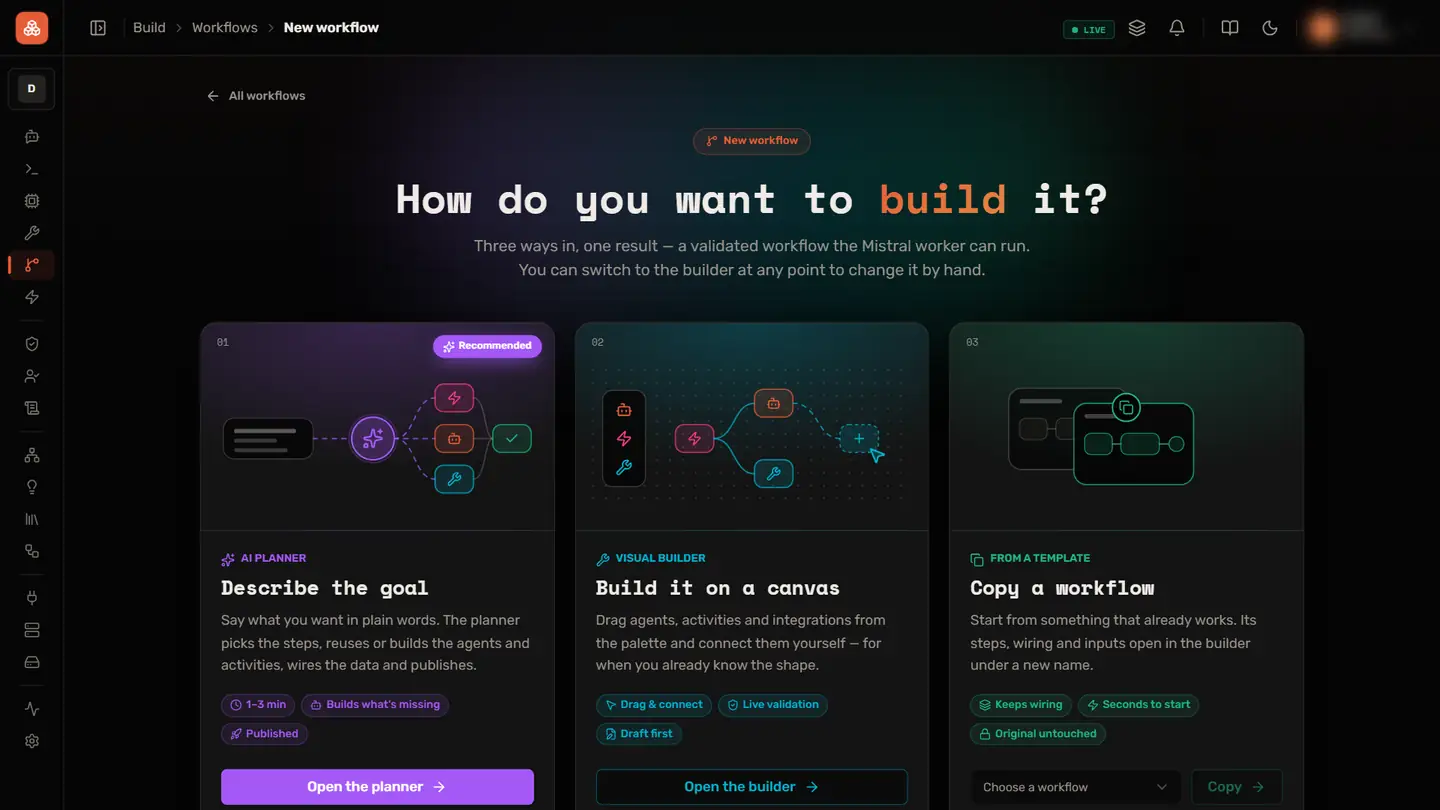 Build > Workflows > New workflow
LIVE
D
All workflows
New workflow
How do you want to build it?
Three ways in, one result — a validated workflow the Mistral worker can run.
You can switch to the builder at any point to change it by hand.
01
Recommended
AI PLANNER
Describe the goal
Say what you want in plain words. The planner
picks the steps, reuses or builds the agents and
activities, wires the data and publishes.
1–3 min
Builds what's missing
Published
Open the planner
02
VISUAL BUILDER
Build it on a canvas
Drag agents, activities and integrations from
the palette and connect them yourself — for
when you already know the shape.
Drag & connect
Live validation
Draft first
Open the builder
03
FROM A TEMPLATE
Copy a workflow
Start from something that already works. Its
steps, wiring and inputs open in the builder
under a new name.
Keeps wiring
Seconds to start
Original untouched
Choose a workflow
Copy